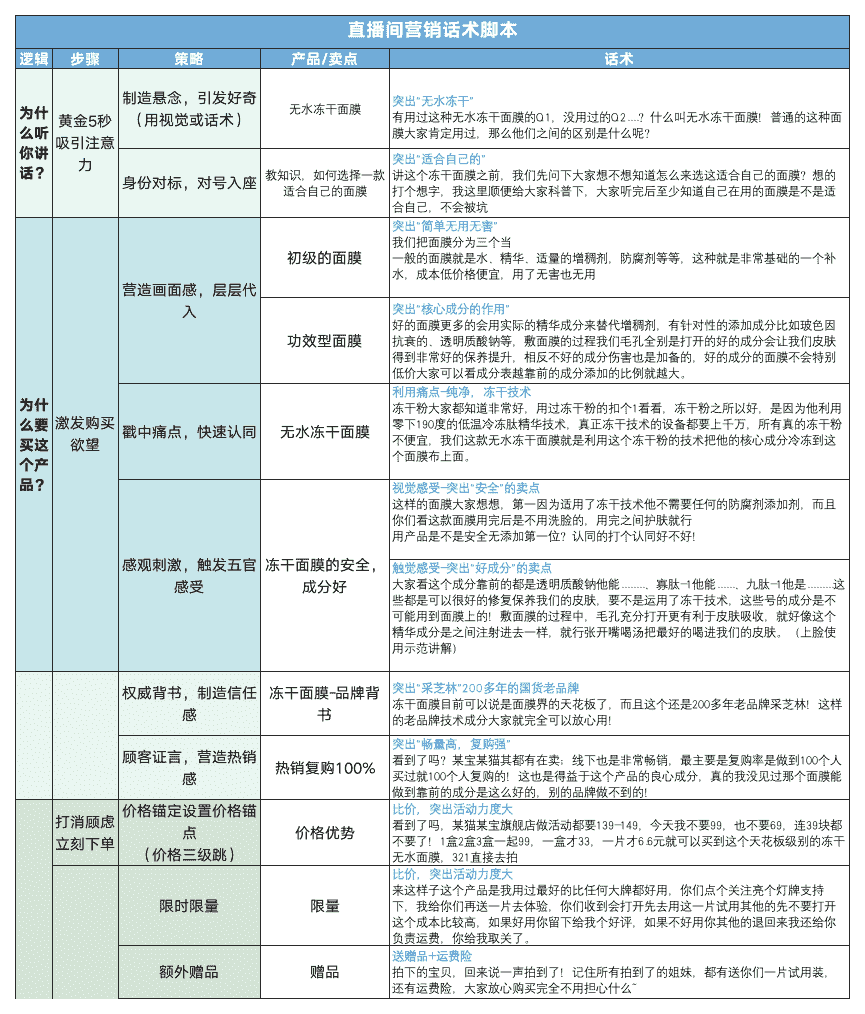 直播间营销话术脚本
逻辑 步骤 策略 产品/卖点 话术
为什么听你讲话？
黄金5秒吸引注意力
制造悬念，引发好奇
（用视觉或话术）
无水冻干面膜
突出“无水冻干”
有用过这种无水冻干面膜的Q1，没用过的Q2....？什么叫无水冻干面膜！普通的这种面
膜大家肯定用过，那么他们之间的区别是什么呢？
身份对标，对号入座
教知识，如何选择一款
适合自己的面膜
突出“适合自己的”
讲这个冻干面膜之前，我们先问下大家想不想知道怎么来选这适合自己的面膜？想的
打个想字，我这里顺便给大家科普下，大家听完后至少知道自己在用的面膜是不是适
合自己，不会被坑
为什么要买这个产品？
激发购买
欲望
营造画面感，层层代
入
初级的面膜
突出“简单无用无害”
我们把面膜分为三个当
一般的面膜就是水、精华、适量的增稠剂，防腐剂等等，这种就是非常基础的一个补
水，成本低价格便宜，用了无害也无用
功效型面膜
突出“核心成分的作用”
好的面膜更多的会用实际的精华成分来替代增稠剂，有针对性的添加成分比如玻色因
抗衰的、透明质酸钠等，敷面膜的过程我们毛孔全别是打开的好的成分会让我们皮肤
得到非常好的保养提升，相反不好的成分伤害也是加备的，好的成分的面膜不会特别
低价大家可以看成分表越靠前的成分添加的比例就越大。
戳中痛点，快速认同
无水冻干面膜
利用痛点-纯净，冻干技术
冻干粉大家都知道非常好，用过冻干粉的扣个1看看，冻干粉之所以好，是因为他利用
零下190度的低温冷冻肽精华技术，真正冻干技术的设备都要上千万，所有真的冻干粉
不便宜，我们这款无水冻干面膜就是利用这个冻干粉的技术把他的核心成分冷冻到这
个面膜布上面。
感观刺激，触发五官
感受
冻干面膜的安全，
成分好
视觉感受-突出“安全”的卖点
这样的面膜大家想想，第一因为适用了冻干技术他不需要任何的防腐剂添加剂，而且
你们看这款面膜用完后是不用洗脸的，用完之间护肤就行
用产品是不是安全无添加第一位？认同的打个认同好不好！
触觉感受-突出“好成分”的卖点
大家看这个成分靠前的都是透明质酸钠他能........、寡肽-1他能......、九肽-1他是.........这
些都是可以很好的修复保养我们的皮肤，要不是运用了冻干技术，这些号的成分是不
可能用到面膜上的！敷面膜的过程中，毛孔充分打开更有利于皮肤吸收，就好像这个
精华成分是之间注射进去一样，就行张开嘴喝汤把最好的喝进我们的皮肤。（上脸使
用示范讲解）
权威背书，制造信任
感
冻干面膜-品牌背
书
突出“采芝林”200多年的国货老品牌
冻干面膜目前可以说是面膜界的天花板了，而且这个还是200多年老品牌采芝林！这样
的老品牌技术成分大家就完全可以放心用！
顾客证言，营造热销
感
热销复购100%
突出“畅量高，复购强”
看到了吗？某宝某猫其都有在卖；线下也是非常畅销，最主要是复购率是做到100个人
买过就100个人复购的！这也是得益于这个产品的良心成分，真的我没见过那个面膜能
做到靠前的成分是这么好的，别的品牌做不到的！
打消顾虑
立刻下单
价格锚定设置价格锚
点
（价格三级跳）
价格优势
比价，突出活动力度大
看到了吗，某猫某宝旗舰店做活动都要139-149，今天我不要99，也不要69，连39块都
不要了！1盒2盒3盒一起99，一盒才33，一片才6.6元就可以买到这个天花板级别的冻干
无水面膜，321直接去拍
限时限量
限量
比价，突出活动力度大
来这样子这个产品是我用过最好的比任何大牌都好用，你们点个关注亮个灯牌支持
下，我给你们再送一片去体验，你们收到会打开先去用这一片试用其他的先不要打开
这个成本比较高，如果好用你留下给我个好评，如果不好用你其他的退回来我还给你
负责运费，你给我取关了。
额外赠品
赠品
送赠品+运费险
拍下的宝贝，回来说一声拍到了！记住所有拍到了的姐妹，都有送你们一片试用装，
还有运费险，大家放心购买完全不用担心什么~